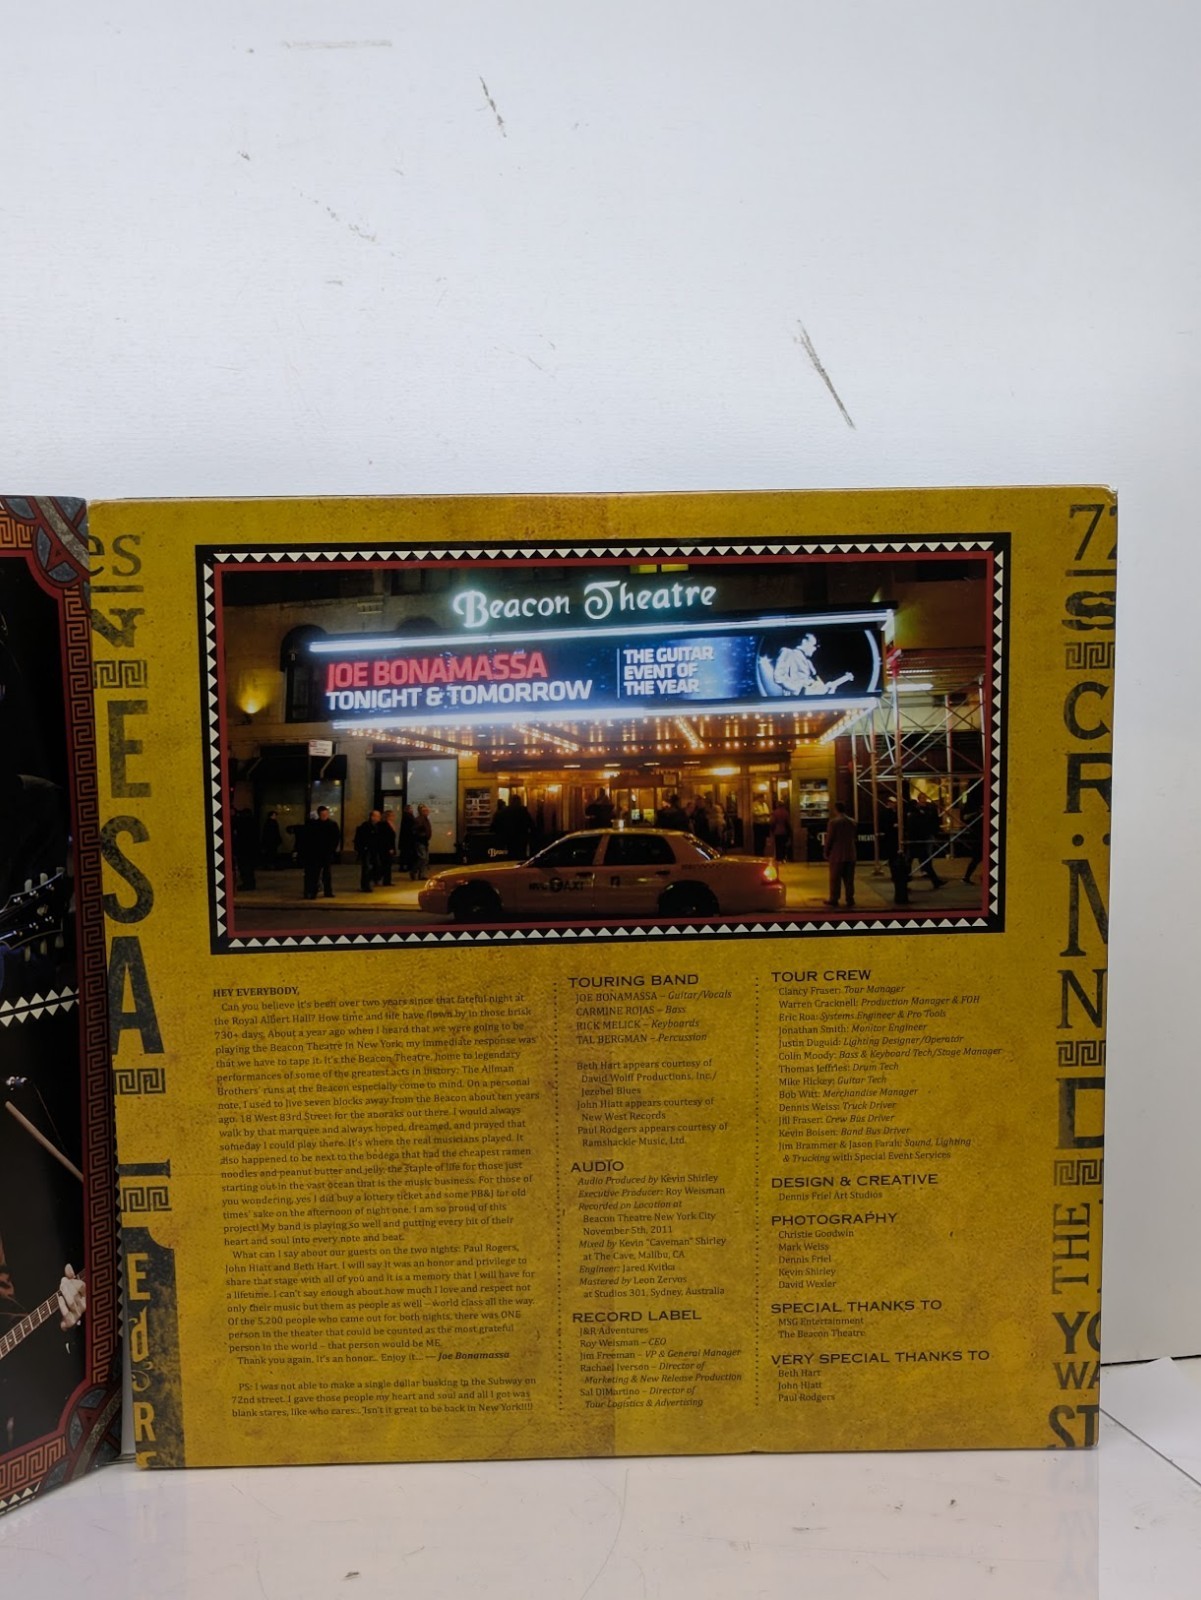 Beacon Theatre
JOE BONAMASSA
TONIGHT & TOMORROW
THE GUITAR
EVENT OF
THE YEAR
HEY EVERYBODY,
Can you believe it's been over two years since that fateful night at
the Royal Albert Hall? How time and life have flown by in those brisk
730+ days. About a year ago when I heard that we were going to be
playing the Beacon Theatre in New York, my immediate response was
that we have to tape it. It's the Beacon Theatre, home to legendary
performances of some of the greatest acts in history: The Allman
Brothers' runs at the Beacon especially come to mind. On a personal
note, I used to live seven blocks away from the Beacon about ten years
ago. 18 West 83rd Street for the anoraks out there. I would always
walk by that marquee and always hoped, dreamed, and prayed that
someday I could play there. It's where the real musicians played. It
also happened to be next to the bodega that had the cheapest ramen
noodles and peanut butter and jelly: the staple of life for those just
starting out in the vast ocean that is the music business. For those of
you wondering, yes I did buy a lottery ticket and some PB&J for old
times' sake on the afternoon of night one. I am so proud of this
project! My band is playing so well and putting every bit of their
heart and soul into every note and beat.
What can I say about our guests on the two nights: Paul Rogers,
John Hiatt and Beth Hart. I will say it was an honor and privilege to
share that stage with all of you and it is a memory that I will have for
a lifetime. I can't say enough about how much I love and respect not
only their music but them as people as well – world class all the way.
Of the 5,200 people who came out for both nights, there was ONE
person in the theater that could be counted as the most grateful
person in the world – that person would be ME.
Thank you again, it's an honor... Enjoy it... — Joe Bonamassa
PS: I was not able to make a single dollar busking in the Subway on
72nd street. I gave those people my heart and soul and all I got was
blank stares, like who cares... Isn't it great to be back in New York!!!!
TOURING BAND
JOE BONAMASSA – Guitar/Vocals
CARMINE ROJAS – Bass
RICK MELICK – Keyboards
TAL BERGMAN – Percussion
Beth Hart appears courtesy of
David Wolff Productions, Inc./
Jezebel Blues
John Hiatt appears courtesy of
New West Records
Paul Rodgers appears courtesy of
Ramshackle Music, Ltd.
AUDIO
Audio Produced by Kevin Shirley
Executive Producer: Roy Weisman
Recorded on Location at
Beacon Theatre New York City
November 5th, 2011
Mixed by Kevin "Caveman" Shirley
at The Cave, Malibu, CA
Engineer: Jared Kvitka
Mastered by Leon Zervos
at Studios 301, Sydney, Australia
RECORD LABEL
J&R Adventures
Roy Weisman – CEO
Jim Freeman – VP & General Manager
Rachael Iverson – Director of
Marketing & New Release Production
Sal DiMartino – Director of
Tour Logistics & Advertising
TOUR CREW
Clancy Fraser: Tour Manager
Warren Cracknell: Production Manager & FOH
Eric Roa: Systems Engineer & Pro Tools
Jonathan Smith: Monitor Engineer
Justin Duguid: Lighting Designer/Operator
Colin Moody: Bass & Keyboard Tech/Stage Manager
Thomas Jeffries: Drum Tech
Mike Hickey: Guitar Tech
Bob Witt: Merchandise Manager
Dennis Weiss: Truck Driver
Jill Fraser: Crew Bus Driver
Kevin Bolsen: Band Bus Driver
Jim Brammer & Jason Farah: Sound, Lighting
& Trucking with Special Event Services
DESIGN & CREATIVE
Dennis Friel Art Studios
PHOTOGRAPHY
Christie Goodwin
Mark Weiss
Dennis Friel
Kevin Shirley
David Wexler
SPECIAL THANKS TO
MSG Entertainment
The Beacon Theatre
VERY SPECIAL THANKS TO
Beth Hart
John Hiatt
Paul Rodgers